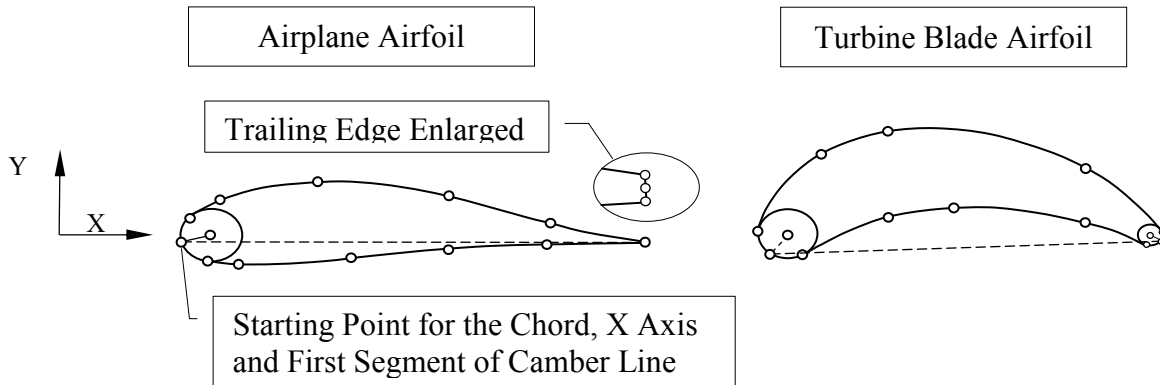 Airplane Airfoil
Turbine Blade Airfoil
Trailing Edge Enlarged
Y
X
Starting Point for the Chord, X Axis
and First Segment of Camber Line